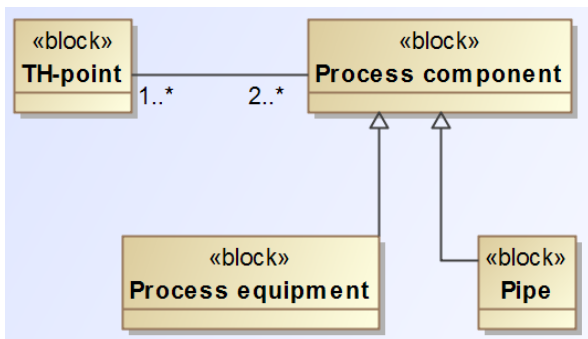 «block»
TH-point
«block»
Process component
1..*
2..*
«block»
Process equipment
«block»
Pipe